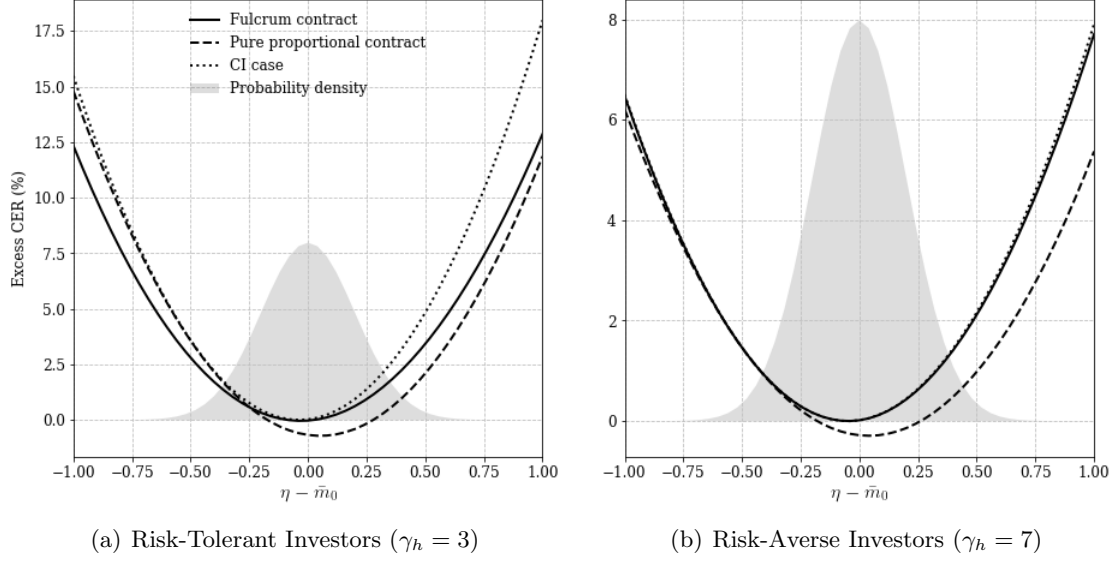 Fulcrum contract
Pure proportional contract
CI case
Probability density
Excess CER (%)
17.5
15.0
12.5
10.0
7.5
5.0
2.5
0.0
−1.00 −0.75 −0.50 −0.25 0.00 0.25 0.50 0.75 1.00
η − m̄₀
(a) Risk-Tolerant Investors (γₕ = 3)
8
6
4
2
0
−1.00 −0.75 −0.50 −0.25 0.00 0.25 0.50 0.75 1.00
η − m̄₀
(b) Risk-Averse Investors (γₕ = 7)